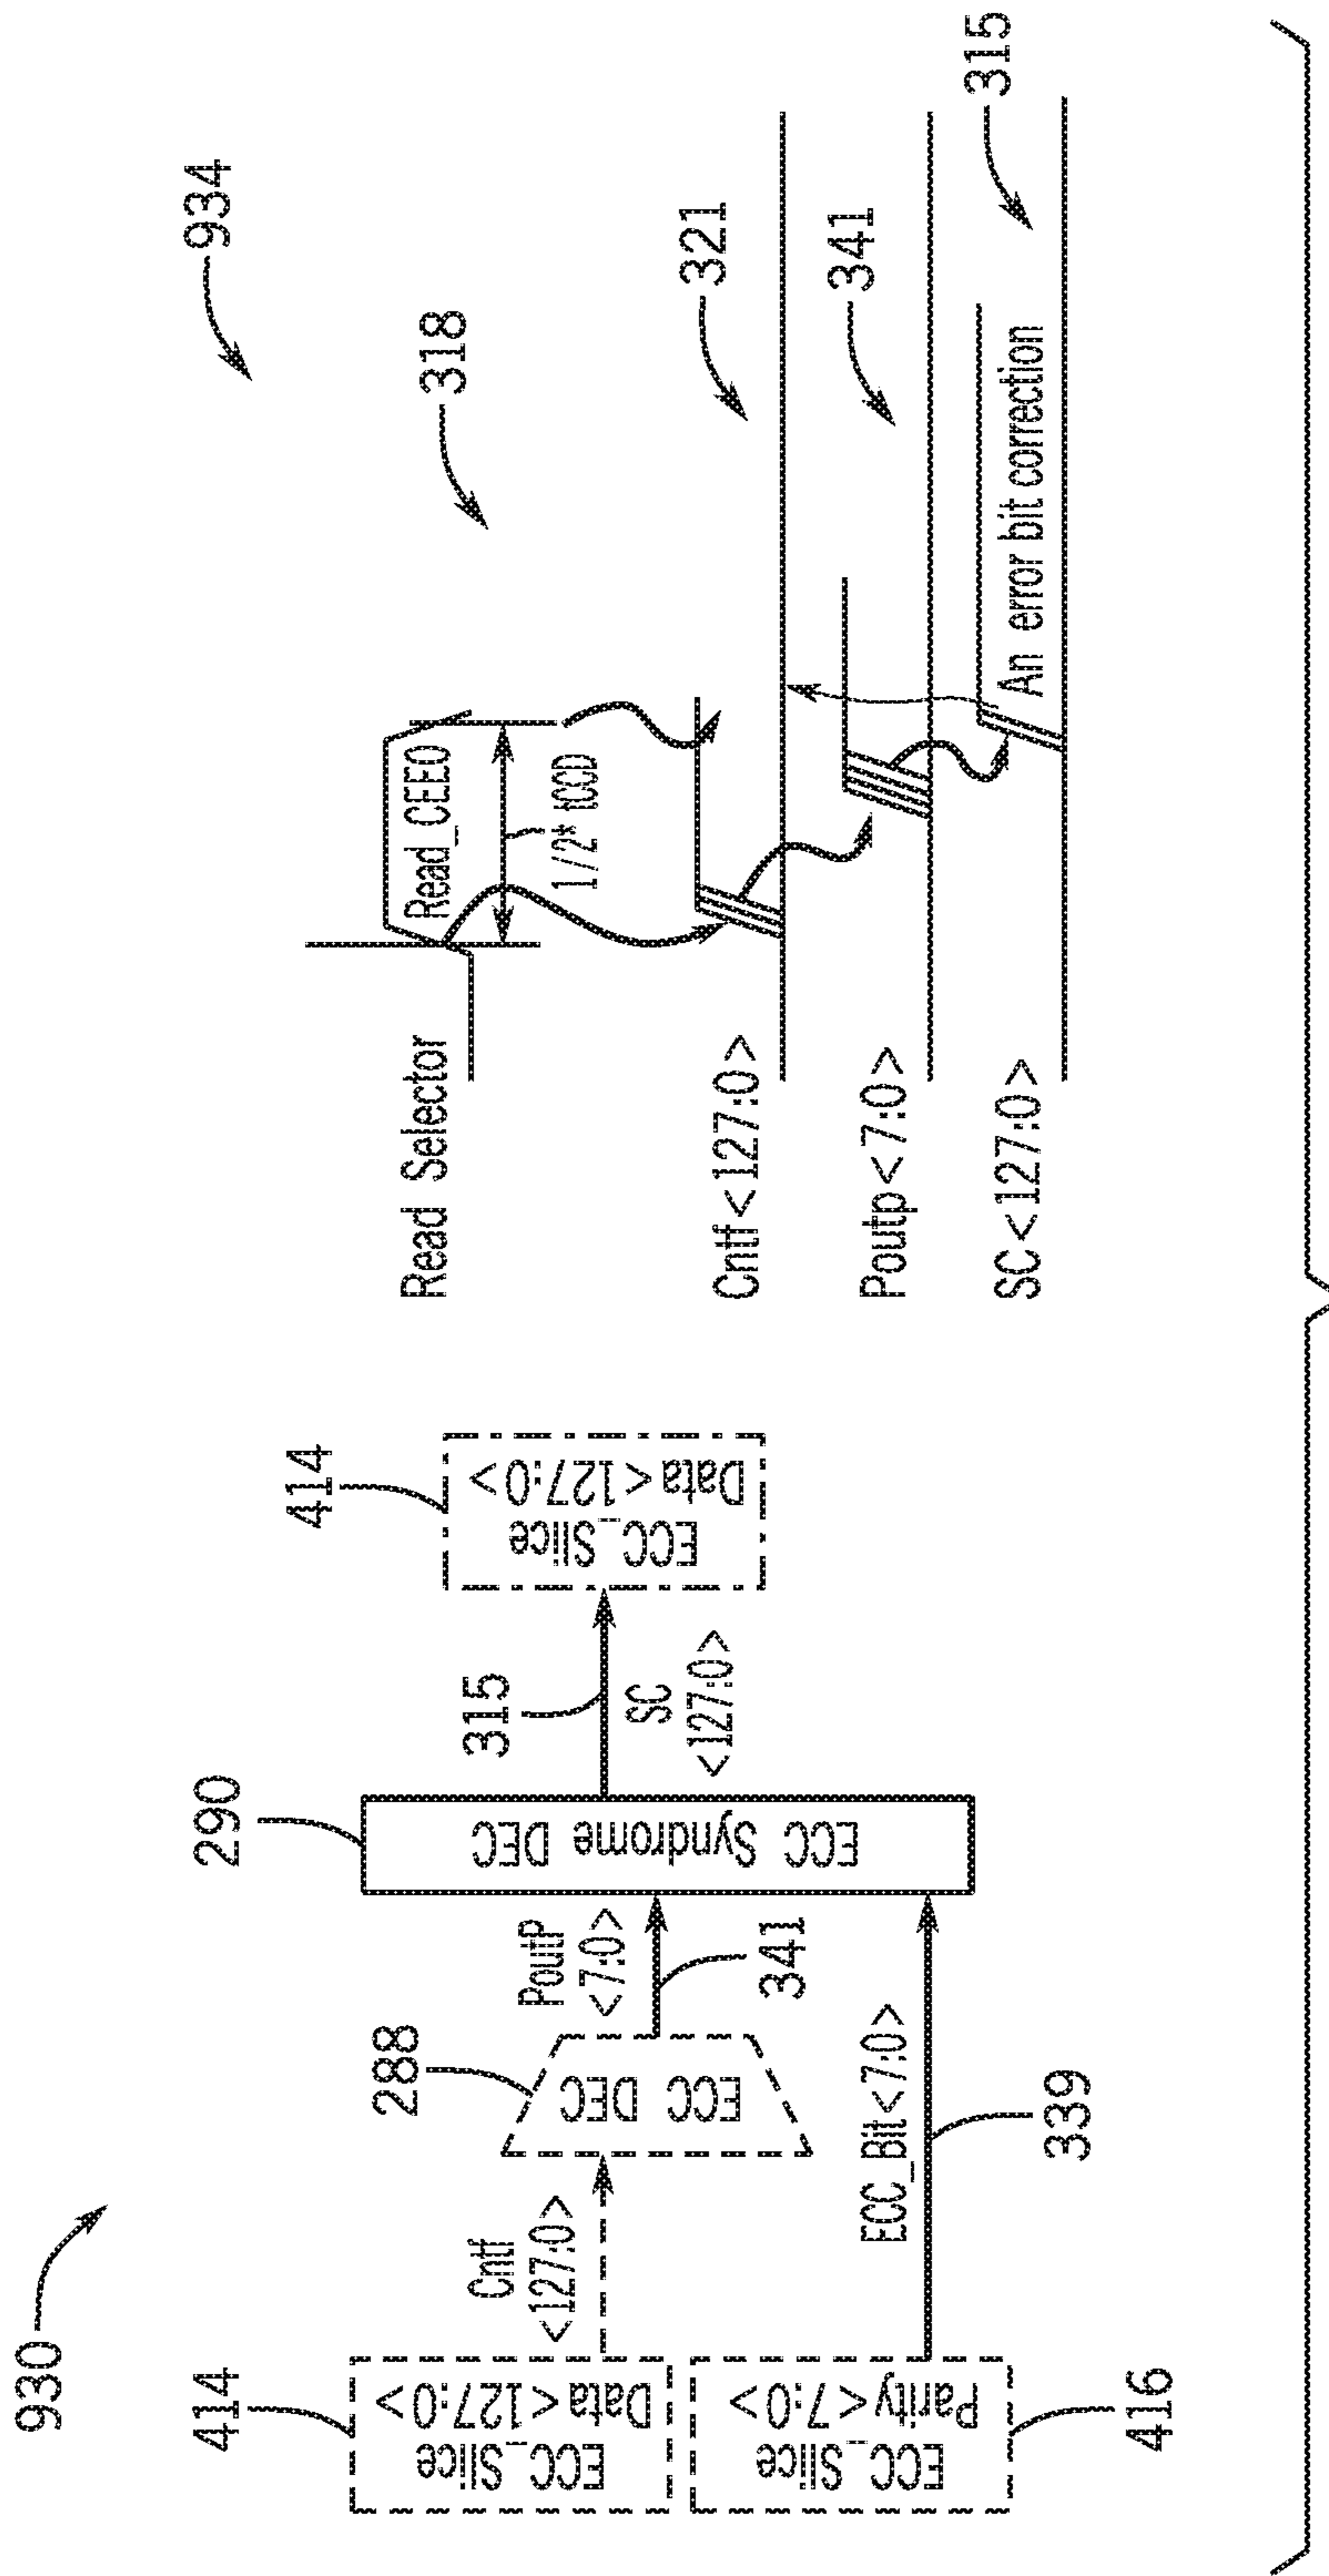 930
414
ECC_Slice
Data<127:0>
ECC_Slice
Parity<7:0>
416
Cntf
<127:0>
288
ECC DEC
PoutP
<7:0>
341
ECC_Bit<7:0>
339
290
ECC Syndrome DEC
315
SC
<127:0>
414
ECC_Slice
Data<127:0>
934
318
Read Selector
Read_CEE0
1/2* tCCD
321
Cntf<127:0>
341
Poutp<7:0>
315
SC<127:0>
An error bit correction